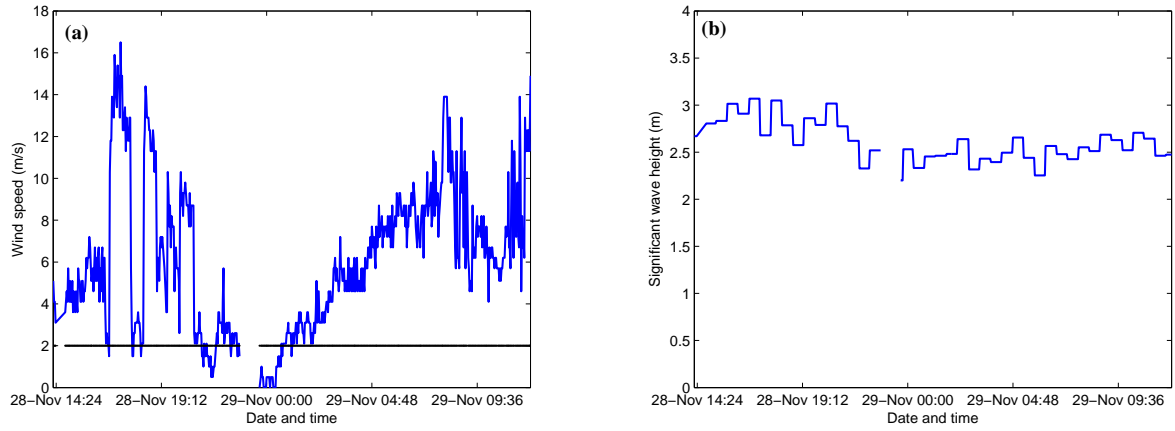 (a)
18
16
14
12
10
8
6
4
2
0
Wind speed (m/s)
28−Nov 14:24 28−Nov 19:12 29−Nov 00:00 29−Nov 04:48 29−Nov 09:36
Date and time
(b)
4
3.5
3
2.5
2
1.5
1
0.5
0
Significant wave height (m)
28−Nov 14:24 28−Nov 19:12 29−Nov 00:00 29−Nov 04:48 29−Nov 09:36
Date and time